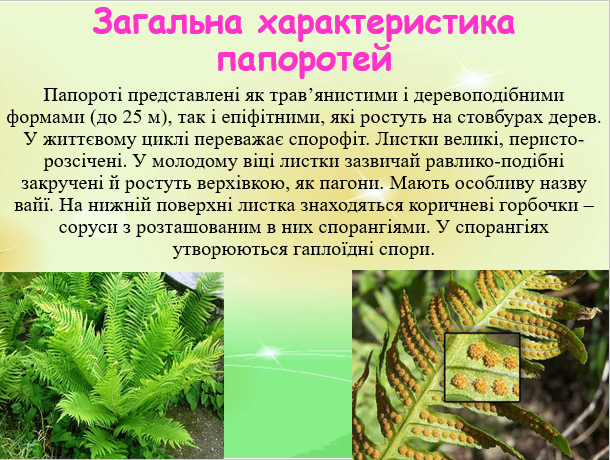 Загальна характеристика
папоротей
Папороті представлені як трав’янистими і деревоподібними
формами (до 25 м), так і епіфітними, які ростуть на стовбурах дерев.
У життєвому циклі переважає спорофіт. Листки великі, перисто-
розсічені. У молодому віці листки зазвичай равлико-подібні
закручені й ростуть верхівкою, як пагони. Мають особливу назву
вайї. На нижній поверхні листка знаходяться коричневі горбочки –
соруси з розташованим в них спорангіями. У спорангіях
утворюються гаплоїдні спори.